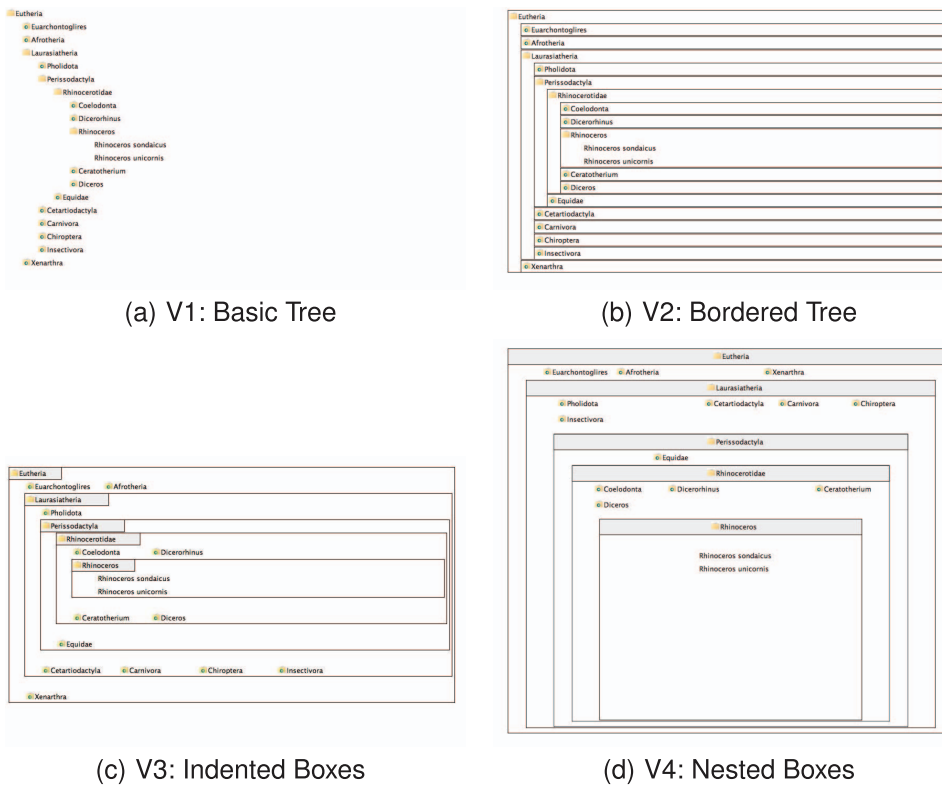 Eutheria
Euarchontoglires
Afrotheria
Laurasiatheria
Pholidota
Perissodactyla
Rhinocerotidae
Coelodonta
Dicerorhinus
Rhinoceros
Rhinoceros sondaicus
Rhinoceros unicornis
Ceratotherium
Diceros
Equidae
Cetartiodactyla
Carnivora
Chiroptera
Insectivora
Xenarthra
(a) V1: Basic Tree
Eutheria
Euarchontoglires
Afrotheria
Laurasiatheria
Pholidota
Perissodactyla
Rhinocerotidae
Coelodonta
Dicerorhinus
Rhinoceros
Rhinoceros sondaicus
Rhinoceros unicornis
Ceratotherium
Diceros
Equidae
Cetartiodactyla
Carnivora
Chiroptera
Insectivora
Xenarthra
(b) V2: Bordered Tree
Eutheria
Euarchontoglires Afrotheria
Laurasiatheria
Pholidota
Perissodactyla
Rhinocerotidae
Coelodonta Dicerorhinus
Rhinoceros
Rhinoceros sondaicus
Rhinoceros unicornis
Ceratotherium Diceros
Equidae
Cetartiodactyla Carnivora Chiroptera Insectivora
Xenarthra
(c) V3: Indented Boxes
Eutheria
Euarchontoglires Afrotheria Xenarthra
Laurasiatheria
Pholidota Cetartiodactyla Carnivora Chiroptera
Insectivora
Perissodactyla
Equidae
Rhinocerotidae
Coelodonta Dicerorhinus Ceratotherium
Diceros
Rhinoceros
Rhinoceros sondaicus
Rhinoceros unicornis
(d) V4: Nested Boxes